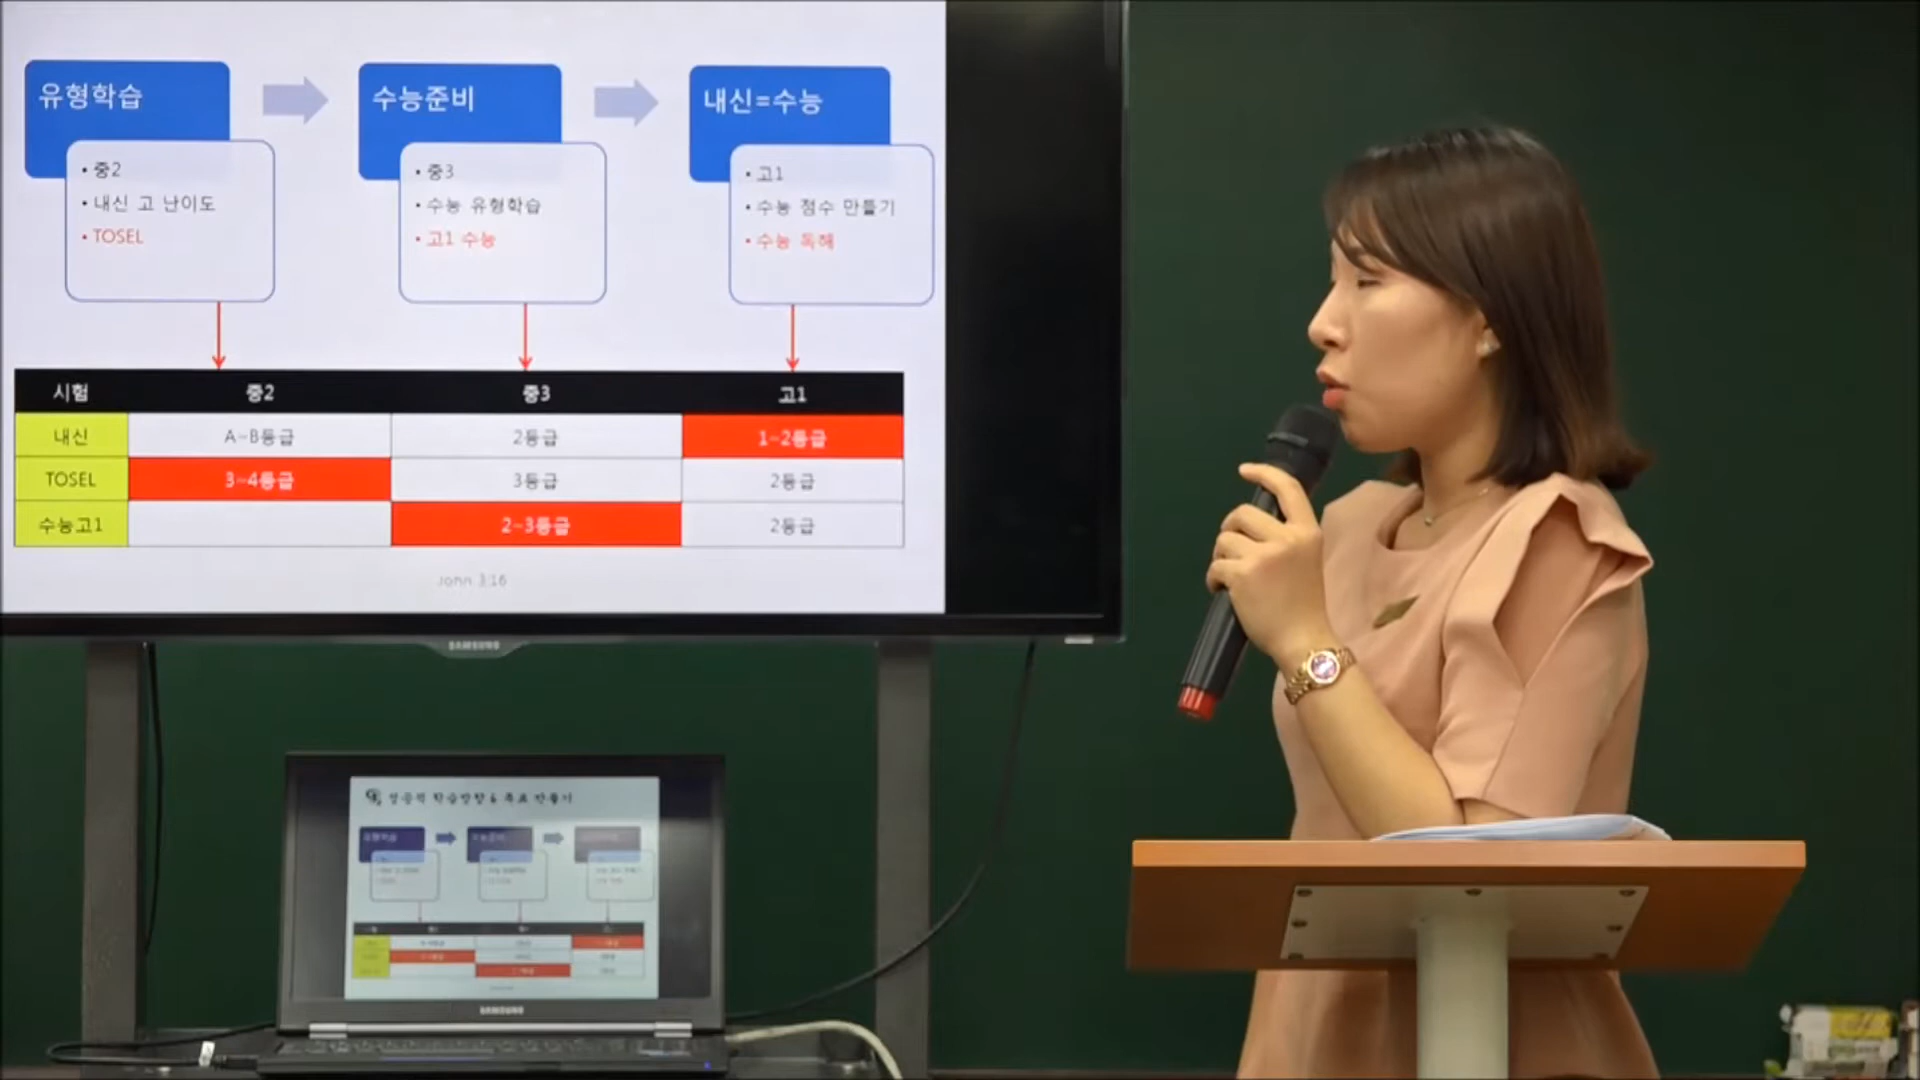 유형학습
수능준비
내신=수능
• 중2
• 내신 고 난이도
• TOSEL
• 중3
• 수능 유형학습
• 고1 수능
• 고1
• 수능 점수 만들기
• 수능 독해
시험 중2 중3 고1
내신 A~B등급 2등급 1~2등급
TOSEL 3~4등급 3등급 2등급
수능고1 2~3등급 2등급
John 3:16
SAMSUNG
SAMSUNG